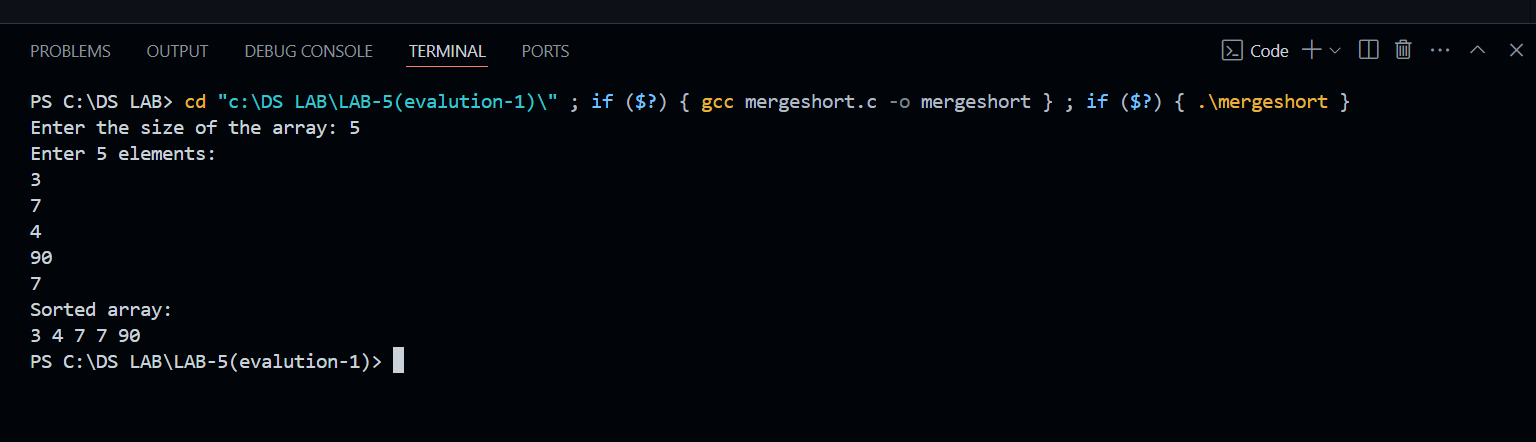 PROBLEMS OUTPUT DEBUG CONSOLE TERMINAL PORTS Code
PS C:\DS LAB> cd "c:\DS LAB\LAB-5(evalution-1)\" ; if ($?) { gcc mergeshort.c -o mergeshort } ; if ($?) { .\mergeshort }
Enter the size of the array: 5
Enter 5 elements:
3
7
4
90
7
Sorted array:
3 4 7 7 90
PS C:\DS LAB\LAB-5(evalution-1)>